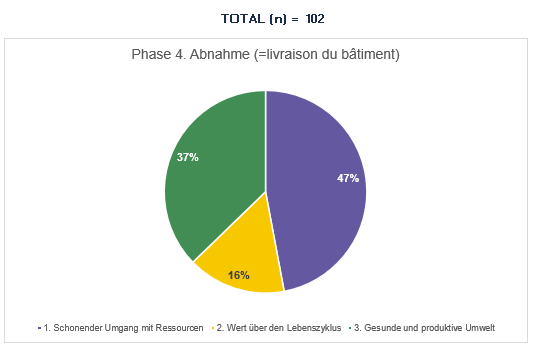 TOTAL (n) = 102
Phase 4. Abnahme (=livraison du bâtiment)
37%
47%
16%
1. Schonender Umgang mit Ressourcen 2. Wert über den Lebenszyklus 3. Gesunde und produktive Umwelt